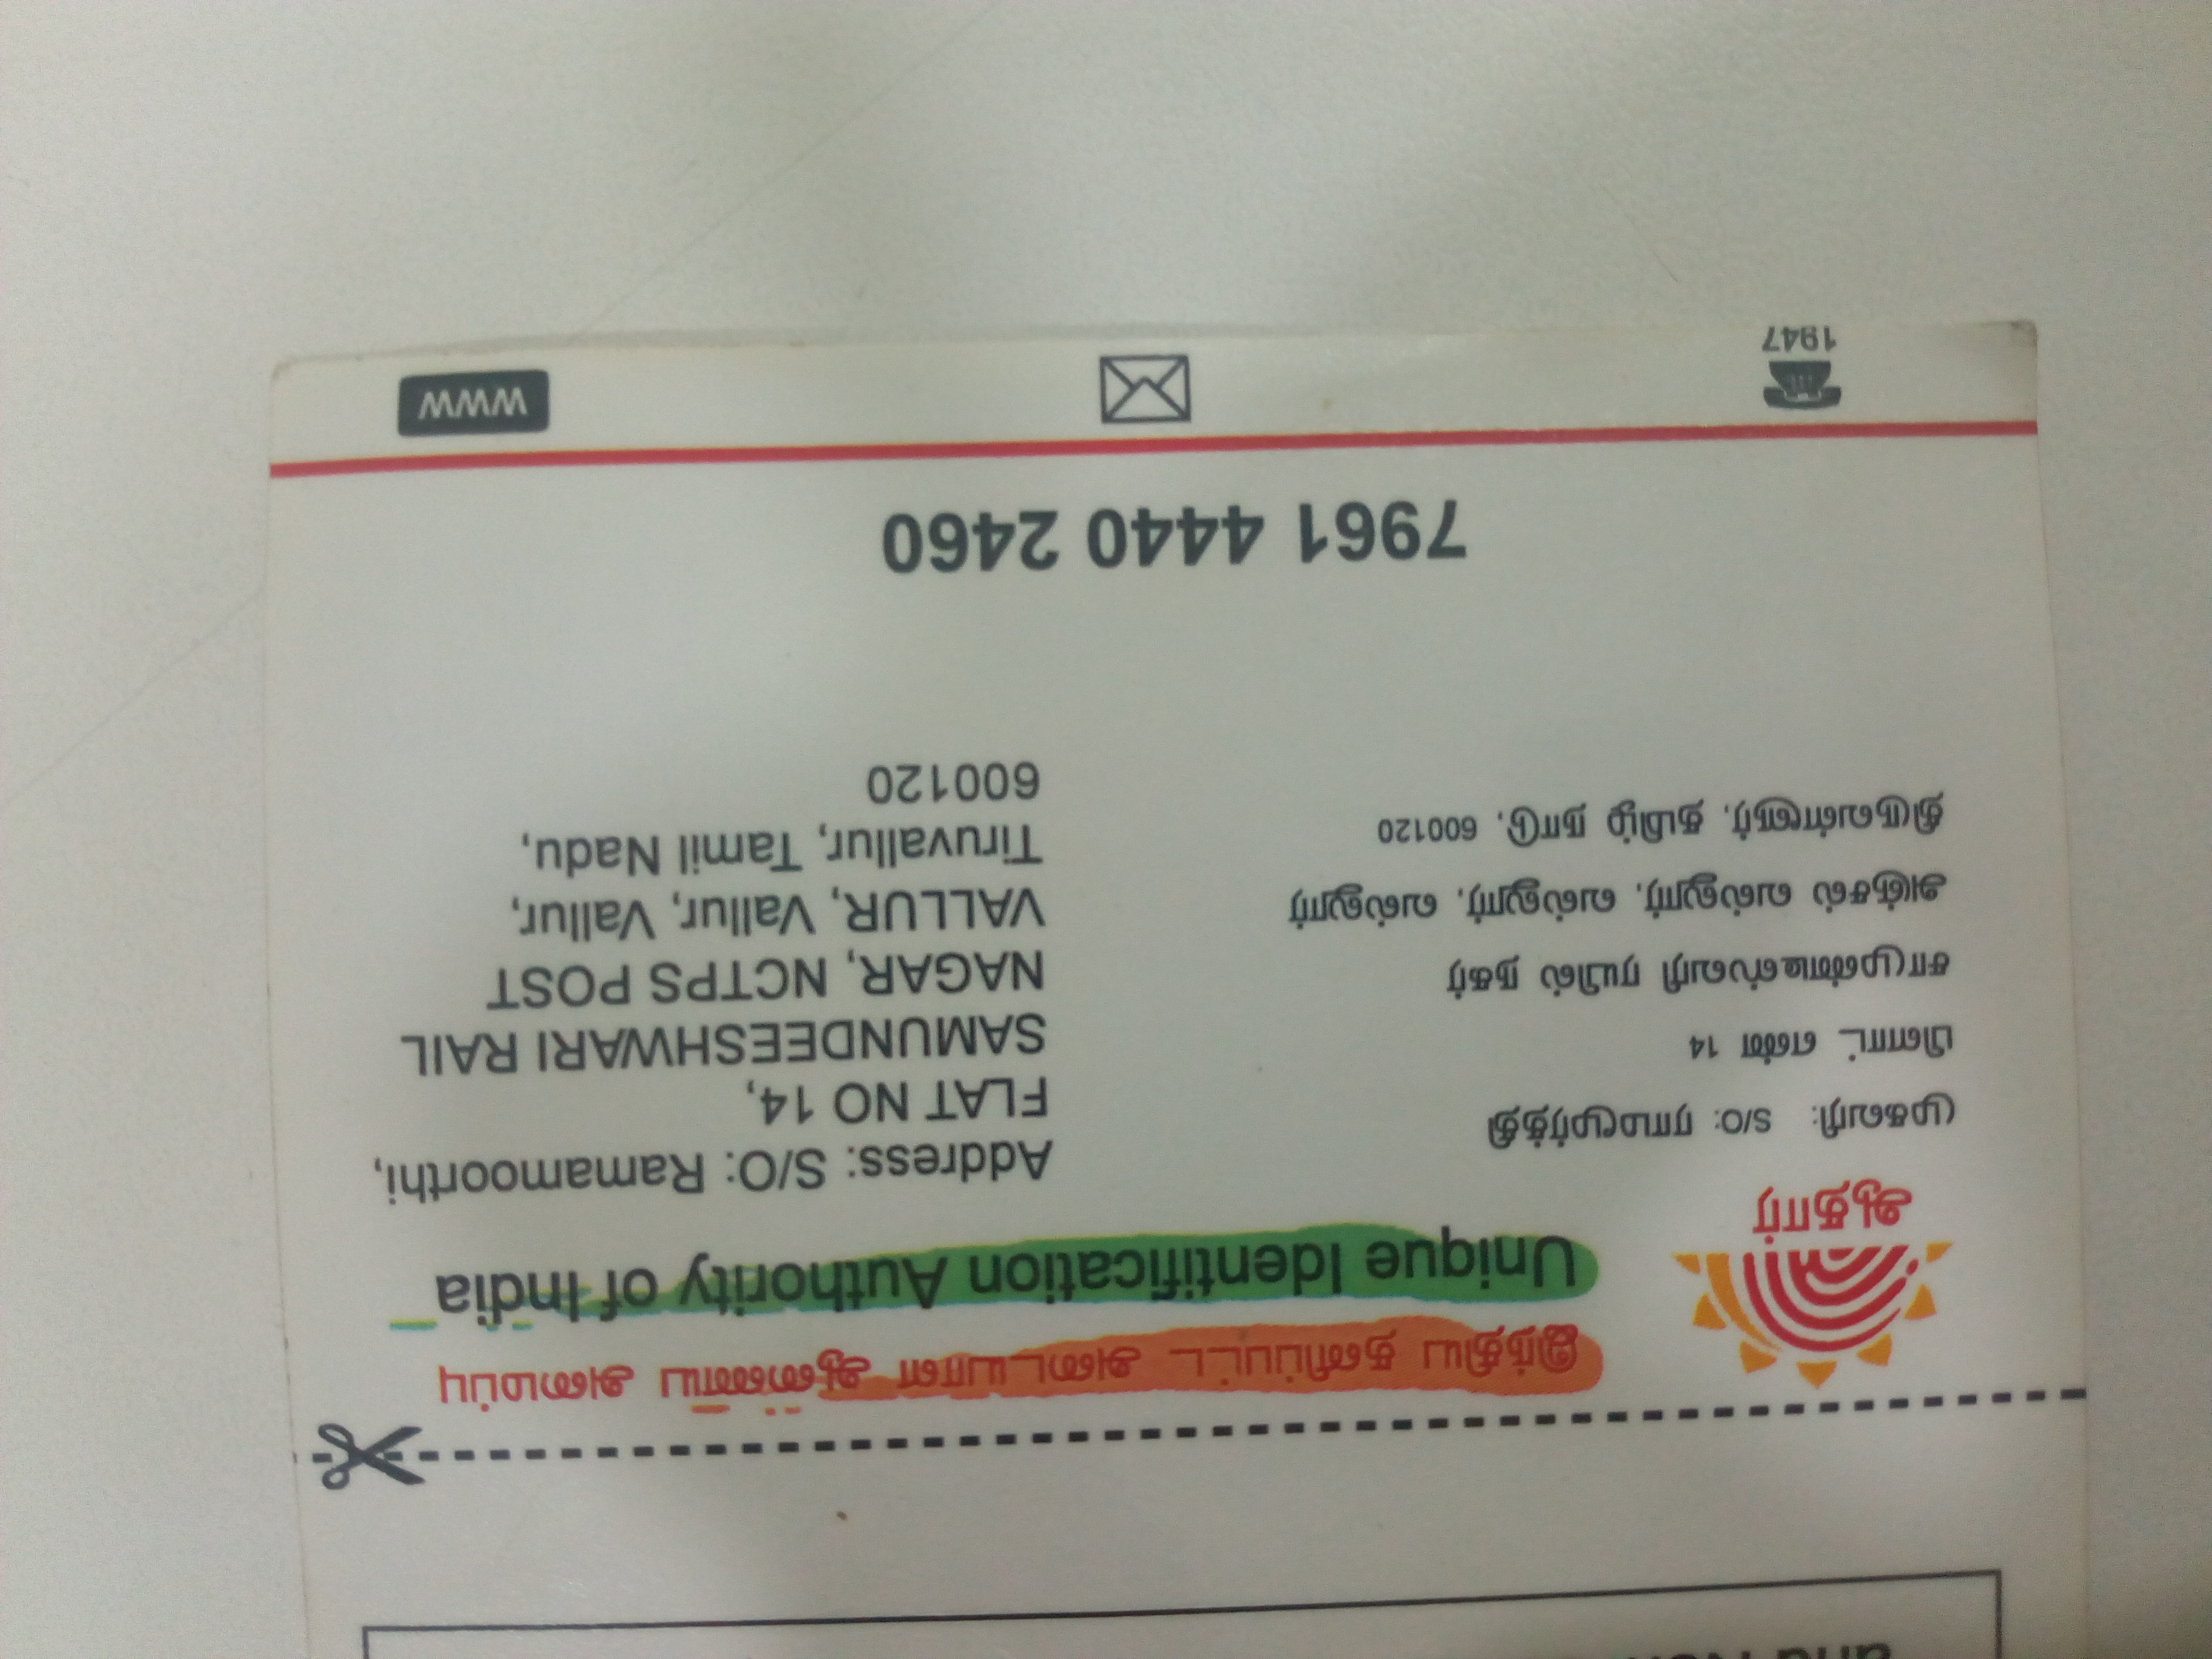 இந்திய தனிப்பட்ட அடையாள ஆணைய அமைப்பு
Unique Identification Authority of India
ஆதார்
முகவரி: S/O: ராமமூர்த்தி
பிளாட் எண் 14
சாமுண்டீஸ்வரி ரயில் நகர்
அஞ்சல் வல்லூர், வல்லூர், வல்லூர்
திருவள்ளூர், தமிழ் நாடு, 600120
Address: S/O: Ramamoorthi,
FLAT NO 14,
SAMUNDEESHWARI RAIL
NAGAR, NCTPS POST
VALLUR, Vallur, Vallur,
Tiruvallur, Tamil Nadu,
600120
7961 4440 2460
1947
WWW